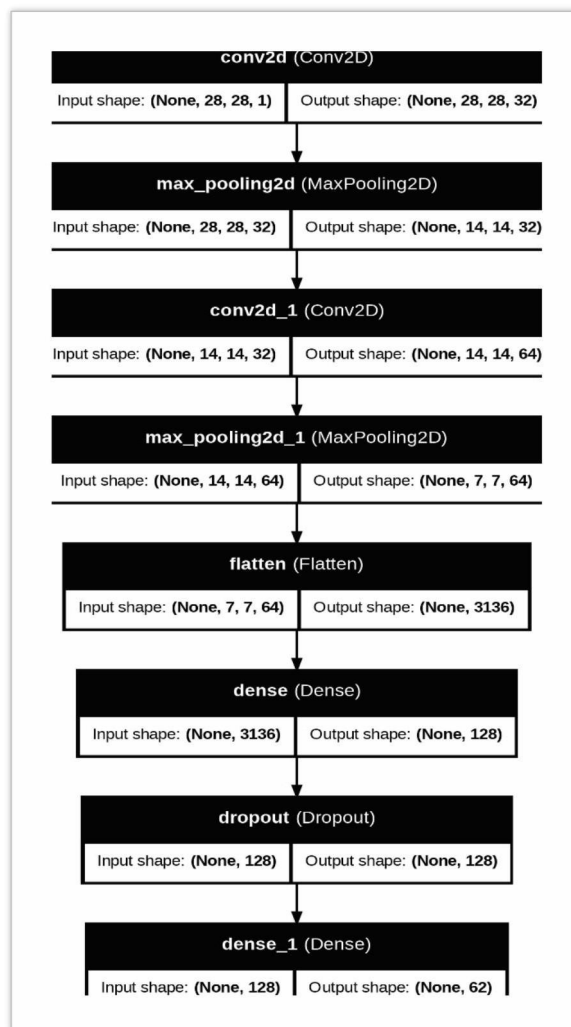 conv2d (Conv2D)
Input shape: (None, 28, 28, 1) Output shape: (None, 28, 28, 32)
max_pooling2d (MaxPooling2D)
Input shape: (None, 28, 28, 32) Output shape: (None, 14, 14, 32)
conv2d_1 (Conv2D)
Input shape: (None, 14, 14, 32) Output shape: (None, 14, 14, 64)
max_pooling2d_1 (MaxPooling2D)
Input shape: (None, 14, 14, 64) Output shape: (None, 7, 7, 64)
flatten (Flatten)
Input shape: (None, 7, 7, 64) Output shape: (None, 3136)
dense (Dense)
Input shape: (None, 3136) Output shape: (None, 128)
dropout (Dropout)
Input shape: (None, 128) Output shape: (None, 128)
dense_1 (Dense)
Input shape: (None, 128) Output shape: (None, 62)